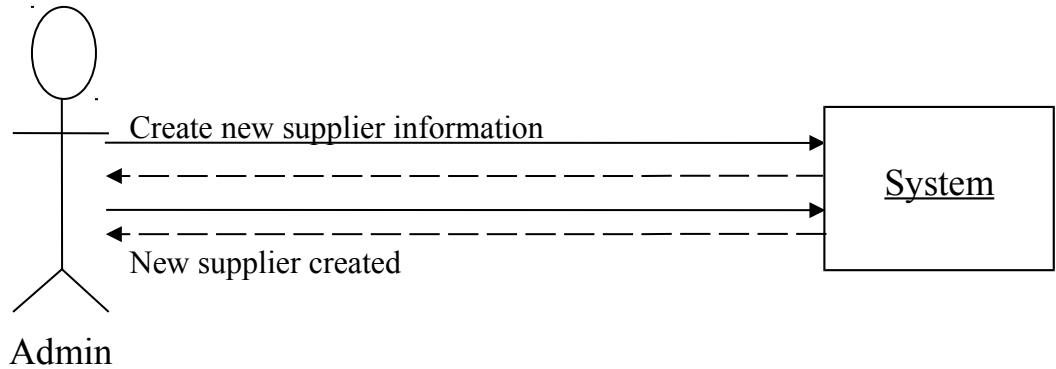 Create new supplier information
System
New supplier created
Admin